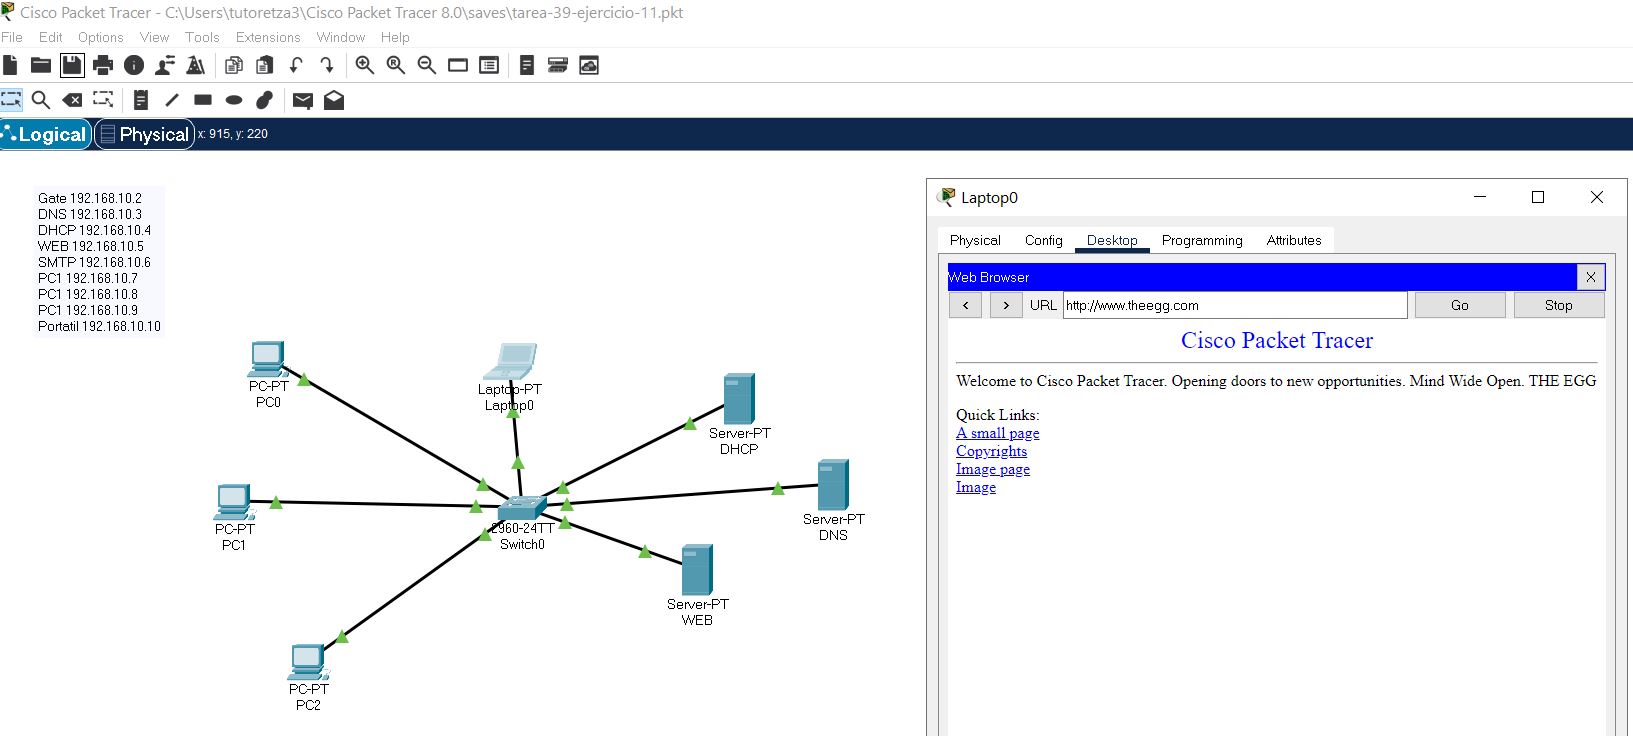 Cisco Packet Tracer - C:\Users\tutoretza3\Cisco Packet Tracer 8.0\saves\tarea-39-ejercicio-11.pkt
File Edit Options View Tools Extensions Window Help
Logical Physical x: 915, y: 220
Gate 192.168.10.2
DNS 192.168.10.3
DHCP 192.168.10.4
WEB 192.168.10.5
SMTP 192.168.10.6
PC1 192.168.10.7
PC1 192.168.10.8
PC1 192.168.10.9
Portatil 192.168.10.10
PC-PT
PC0
Laptop-PT
Laptop0
Server-PT
DHCP
Server-PT
DNS
PC-PT
PC1
2960-24TT
Switch0
Server-PT
WEB
PC-PT
PC2
Laptop0
Physical Config Desktop Programming Attributes
Web Browser X
< > URL http://www.theegg.com Go Stop
Cisco Packet Tracer
Welcome to Cisco Packet Tracer. Opening doors to new opportunities. Mind Wide Open. THE EGG
Quick Links:
A small page
Copyrights
Image page
Image